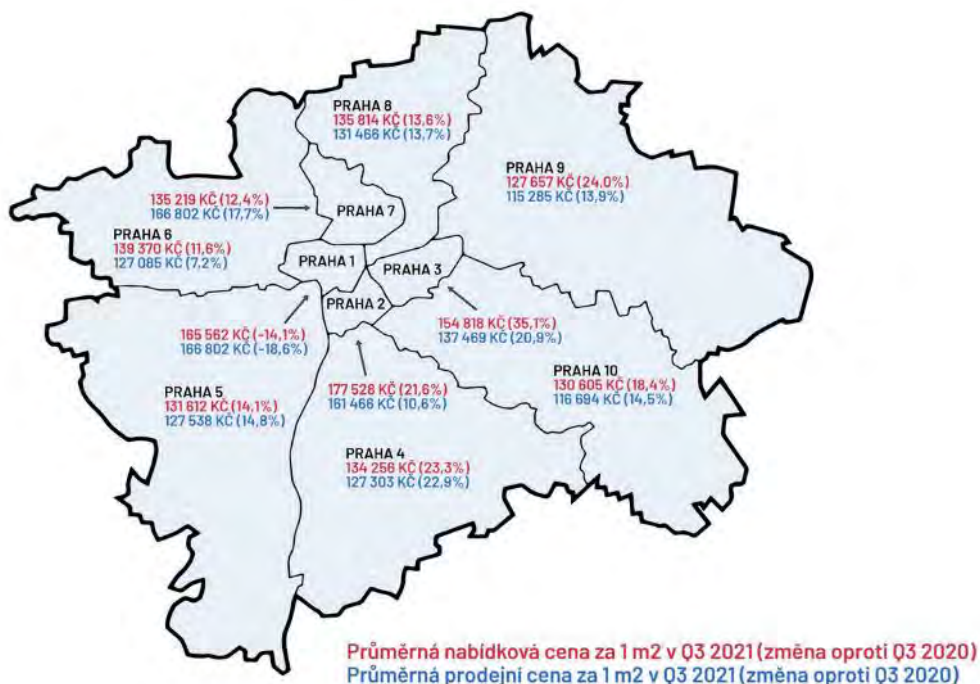 PRAHA 8
135 814 KČ (13,6%)
131 466 KČ (13,7%)
PRAHA 9
127 657 KČ (24,0%)
115 285 KČ (13,9%)
135 219 KČ (12,4%)
166 802 KČ (17,7%)
PRAHA 7
PRAHA 6
139 370 KČ (11,6%)
127 085 KČ (7,2%)
PRAHA 1
PRAHA 3
PRAHA 2
165 562 KČ (-14,1%)
166 802 KČ (-18,6%)
154 818 KČ (35,1%)
137 469 KČ (20,9%)
PRAHA 10
130 605 KČ (18,4%)
116 694 KČ (14,5%)
PRAHA 5
131 612 KČ (14,1%)
127 538 KČ (14,8%)
177 528 KČ (21,6%)
161 466 KČ (10,6%)
PRAHA 4
134 256 KČ (23,3%)
127 303 KČ (22,9%)
Průměrná nabídková cena za 1 m2 v Q3 2021 (změna oproti Q3 2020)
Průměrná prodejní cena za 1 m2 v Q3 2021 (změna oproti Q3 2020)